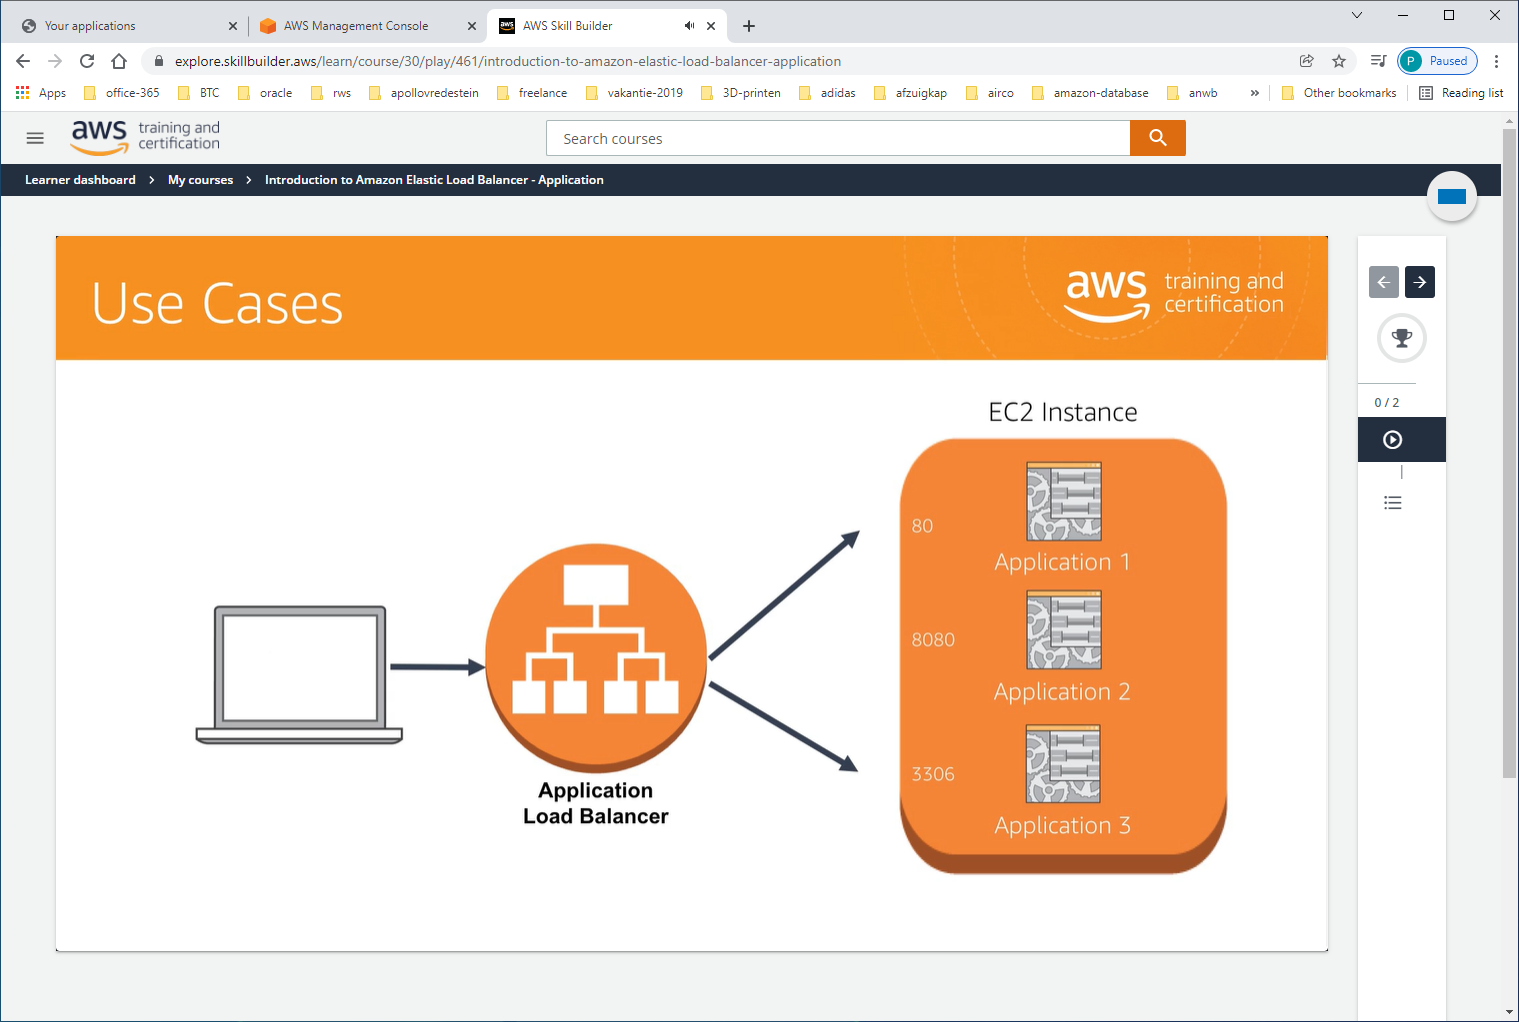 Your applications
AWS Management Console
aws
AWS Skill Builder
explore.skillbuilder.aws/learn/course/30/play/461/introduction-to-amazon-elastic-load-balancer-application
P Paused
Apps
office-365
BTC
oracle
rws
apollovredestein
freelance
vakantie-2019
3D-printen
adidas
afzuigkap
airco
amazon-database
anwb
»
Other bookmarks
Reading list
aws training and
certification
Search courses
Learner dashboard > My courses > Introduction to Amazon Elastic Load Balancer - Application
Use Cases
aws training and
certification
0 / 2
EC2 Instance
80
Application 1
8080
Application 2
3306
Application 3
Application
Load Balancer